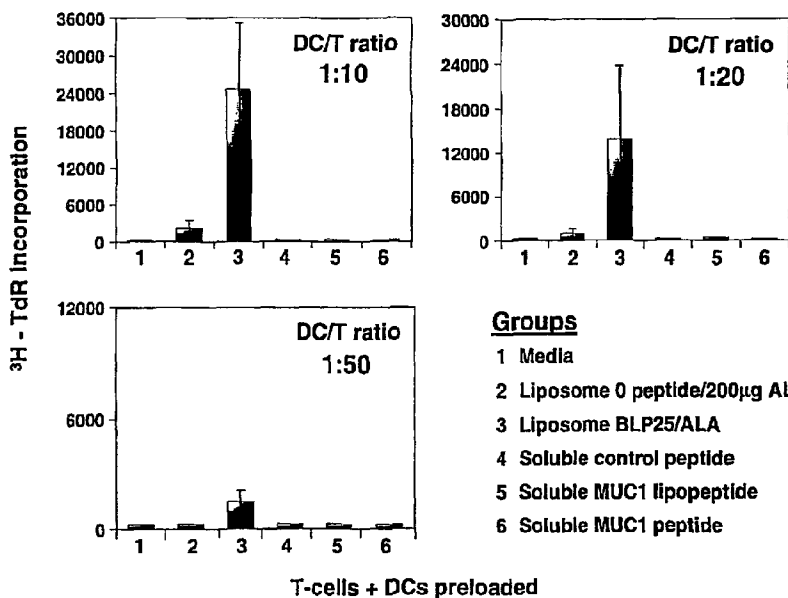 ³H - TdR Incorporation
36000
30000
24000
18000
12000
6000
0
DC/T ratio
1:10
1 2 3 4 5 6
30000
24000
18000
12000
6000
0
DC/T ratio
1:20
1 2 3 4 5 6
12000
6000
0
DC/T ratio
1:50
1 2 3 4 5 6
Groups
1 Media
2 Liposome 0 peptide/200µg AL
3 Liposome BLP25/ALA
4 Soluble control peptide
5 Soluble MUC1 lipopeptide
6 Soluble MUC1 peptide
T-cells + DCs preloaded